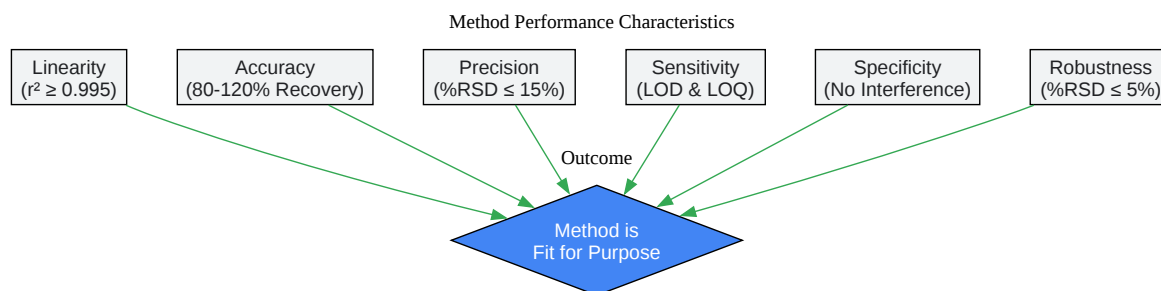 Method Performance Characteristics
Linearity
(r² ≥ 0.995)
Accuracy
(80-120% Recovery)
Precision
(%RSD ≤ 15%)
Sensitivity
(LOD & LOQ)
Specificity
(No Interference)
Robustness
(%RSD ≤ 5%)
Outcome
Method is
Fit for Purpose